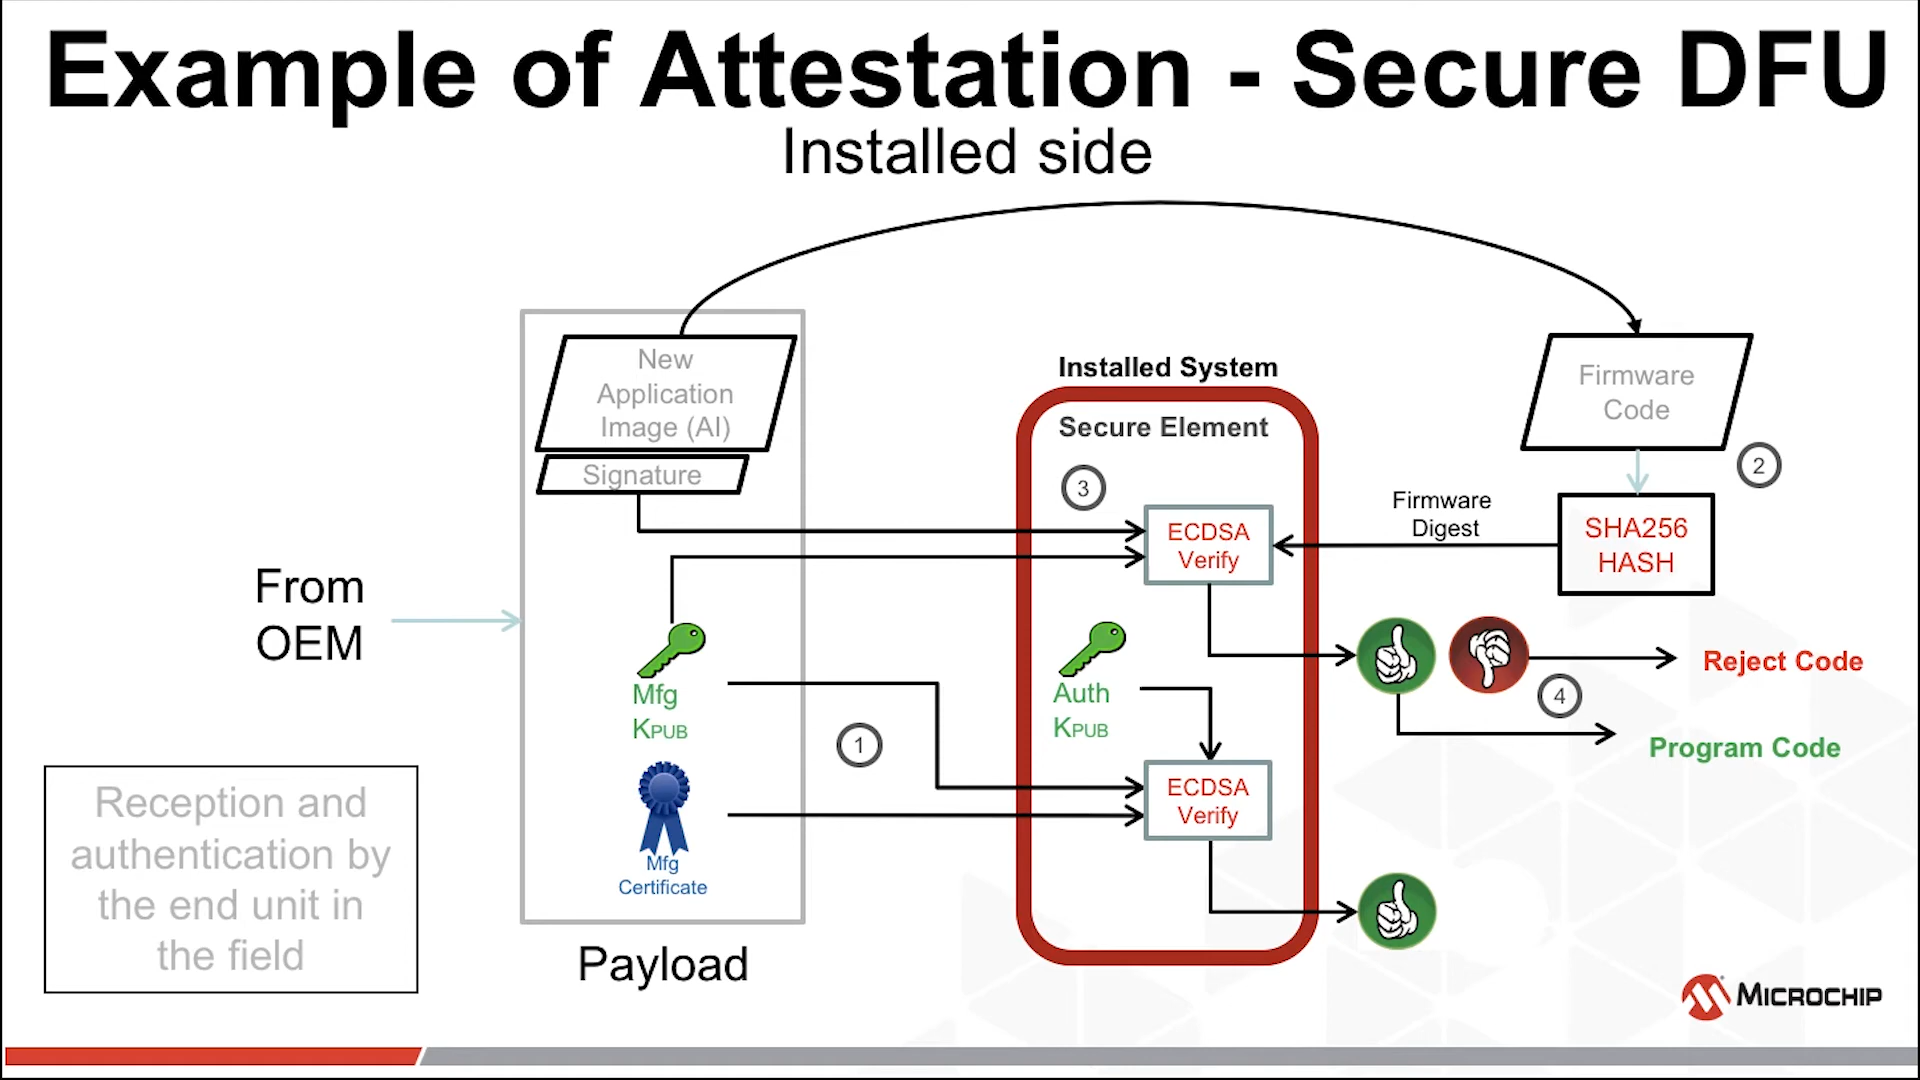 Example of Attestation - Secure DFU
Installed side
New
Application
Image (AI)
Signature
From
OEM
Mfg
KPUB
Mfg
Certificate
Payload
Reception and
authentication by
the end unit in
the field
1
Installed System
Secure Element
3
ECDSA
Verify
Auth
KPUB
ECDSA
Verify
Firmware
Digest
Firmware
Code
2
SHA256
HASH
4
Reject Code
Program Code
MICROCHIP